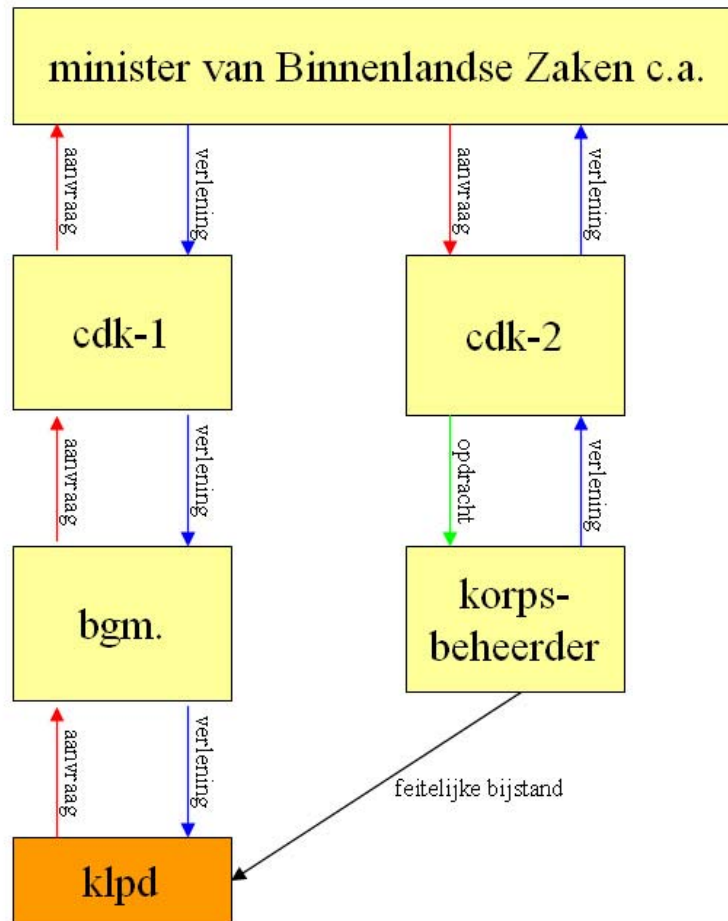 minister van Binnenlandse Zaken c.a.
aanvraag
verlening
aanvraag
verlening
cdk-1
cdk-2
aanvraag
verlening
opdracht
verlening
bgm.
korps-
beheerder
aanvraag
verlening
feitelijke bijstand
klpd